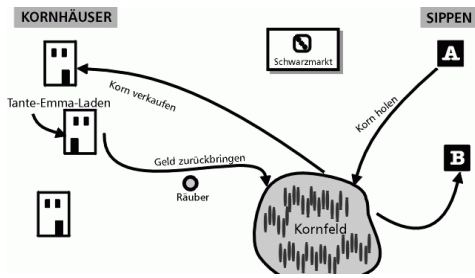 KORNHÄUSER
SIPPEN
Schwarzmarkt
A
Korn verkaufen
Korn holen
Tante-Emma-Laden
B
Geld zurückbringen
Räuber
Kornfeld